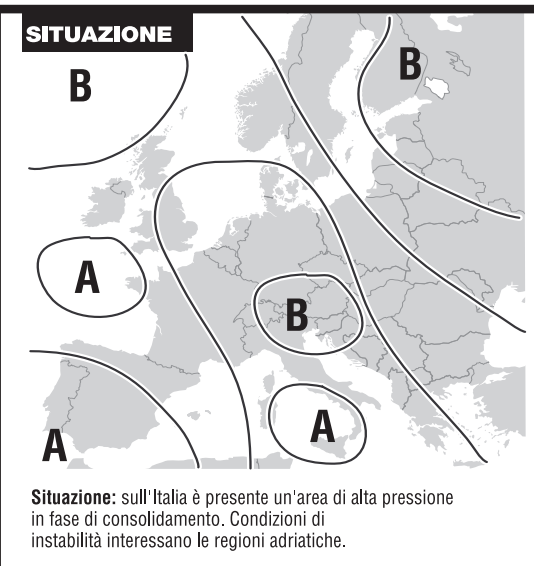 SITUAZIONE
B
B
A
B
A
A
Situazione: sull'Italia è presente un'area di alta pressione
in fase di consolidamento. Condizioni di
instabilità interessano le regioni adriatiche.